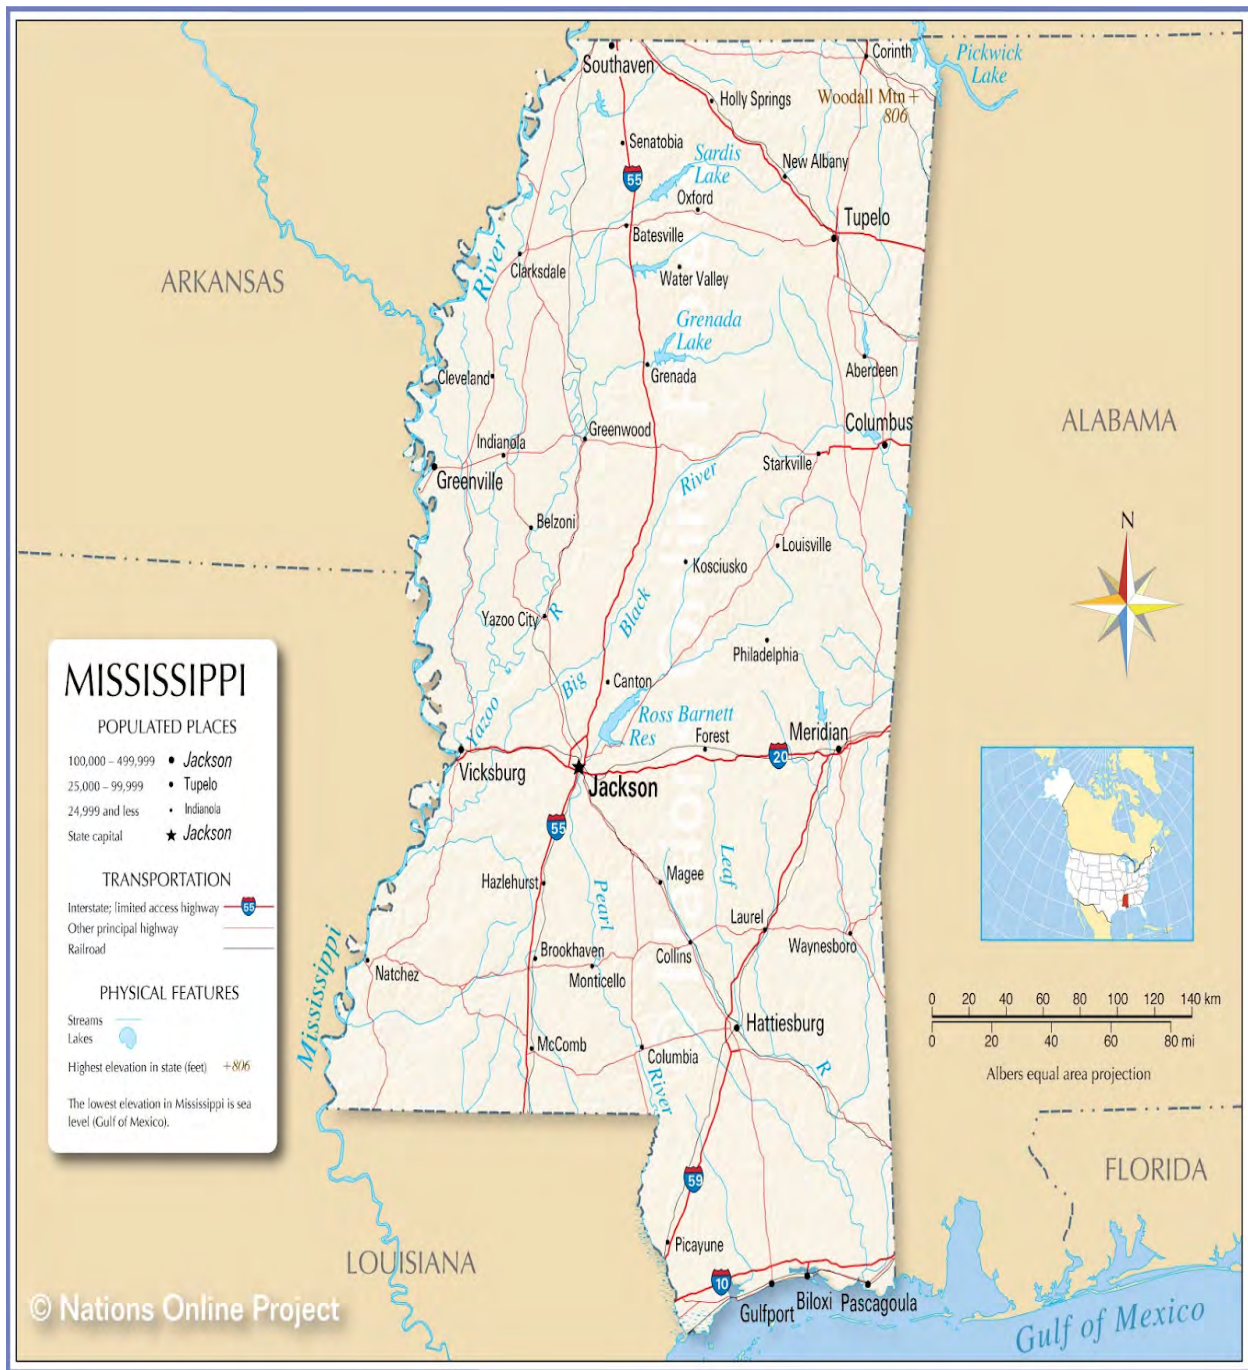 Southaven
Corinth
Pickwick
Lake
Holly Springs
Woodall Mtn +
806
Senatobia
Sardis
Lake
New Albany
55
Oxford
Tupelo
Batesville
River
Clarksdale
Water Valley
ARKANSAS
Grenada
Lake
Grenada
Aberdeen
Cleveland
ALABAMA
Columbus
Greenwood
Indianola
Starkville
River
Greenville
N
Belzoni
Louisville
Kosciusko
Black
Yazoo City
R
Philadelphia
Big
Canton
Yazoo
Ross Barnett
Res
Forest
Meridian
20
Vicksburg
Jackson
55
Magee
Leaf
Hazlehurst
Pearl
Laurel
Waynesboro
Brookhaven
Collins
Natchez
Monticello
Mississippi
Hattiesburg
McComb
Columbia
River
R
59
Picayune
10
Gulfport
Biloxi
Pascagoula
LOUISIANA
FLORIDA
Gulf of Mexico
MISSISSIPPI
POPULATED PLACES
100,000 – 499,999 Jackson
25,000 – 99,999 Tupelo
24,999 and less Indianola
State capital Jackson
TRANSPORTATION
Interstate; limited access highway 55
Other principal highway
Railroad
PHYSICAL FEATURES
Streams
Lakes
Highest elevation in state (feet) +806
The lowest elevation in Mississippi is sea
level (Gulf of Mexico).
0 20 40 60 80 100 120 140 km
0 20 60 80 mi
Albers equal area projection
© Nations Online Project